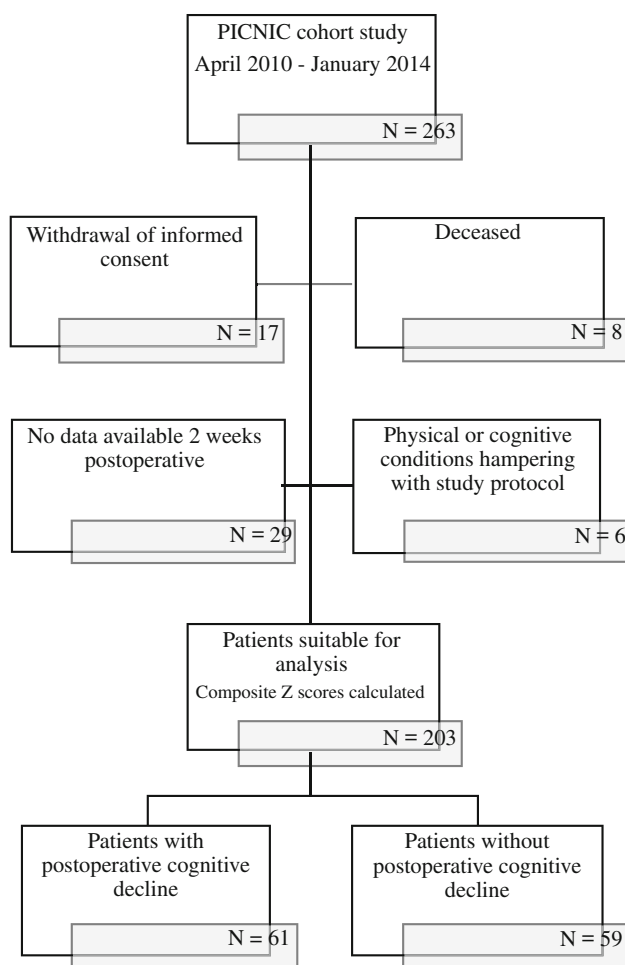 PICNIC cohort study
April 2010 - January 2014
N = 263
Withdrawal of informed
consent
N = 17
Deceased
N = 8
No data available 2 weeks
postoperative
N = 29
Physical or cognitive
conditions hampering
with study protocol
N = 6
Patients suitable for
analysis
Composite Z scores calculated
N = 203
Patients with
postoperative cognitive
decline
N = 61
Patients without
postoperative cognitive
decline
N = 59